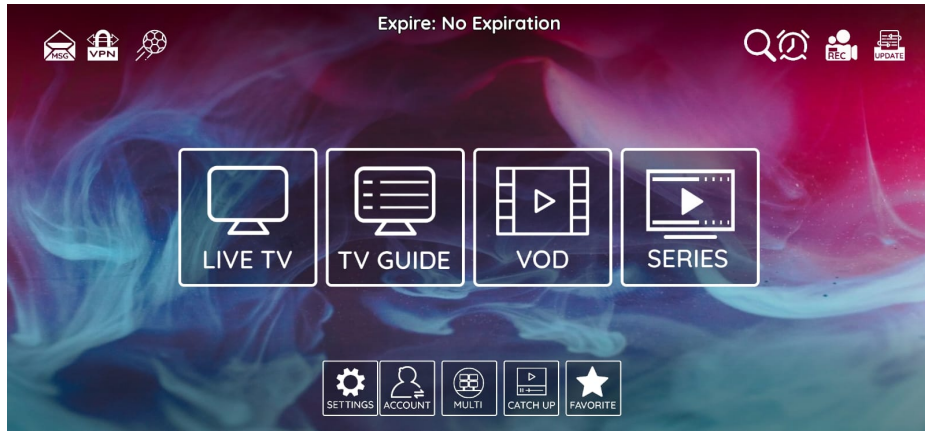 Expire: No Expiration
MSG
VPN
REC
UPDATE
LIVE TV
TV GUIDE
VOD
SERIES
SETTINGS
ACCOUNT
MULTI
CATCH UP
FAVORITE